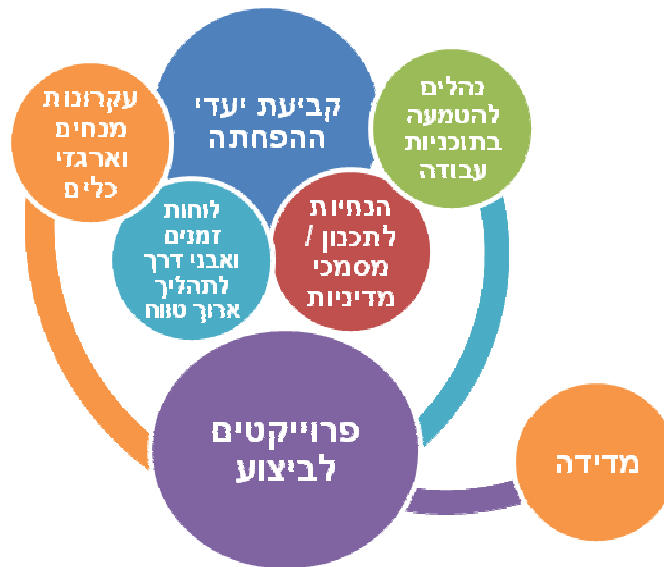 קביעת יעדי
ההפחתה
נהלים
להטמעה
בתוכניות
עבודה
עקרונות
מנחים
וארגזי
כלים
הנחיות
לתכנון /
מסמכי
מדיניות
לוחות
זמנים
ואבני דרך
לתהליך
ארוך טווח
פרוייקטים
לביצוע
מדידה